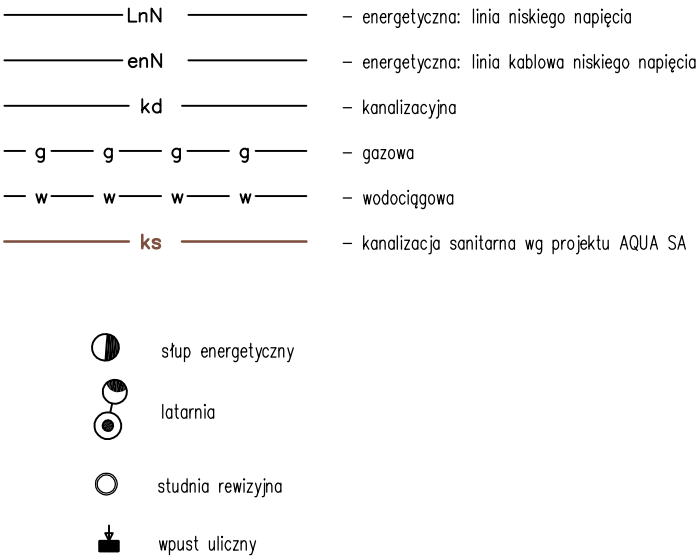 LnN – energetyczna: linia niskiego napięcia
enN – energetyczna: linia kablowa niskiego napięcia
kd – kanalizacyjna
g g g g – gazowa
w w w w – wodociągowa
ks – kanalizacja sanitarna wg projektu AQUA SA
słup energetyczny
latarnia
studnia rewizyjna
wpust uliczny